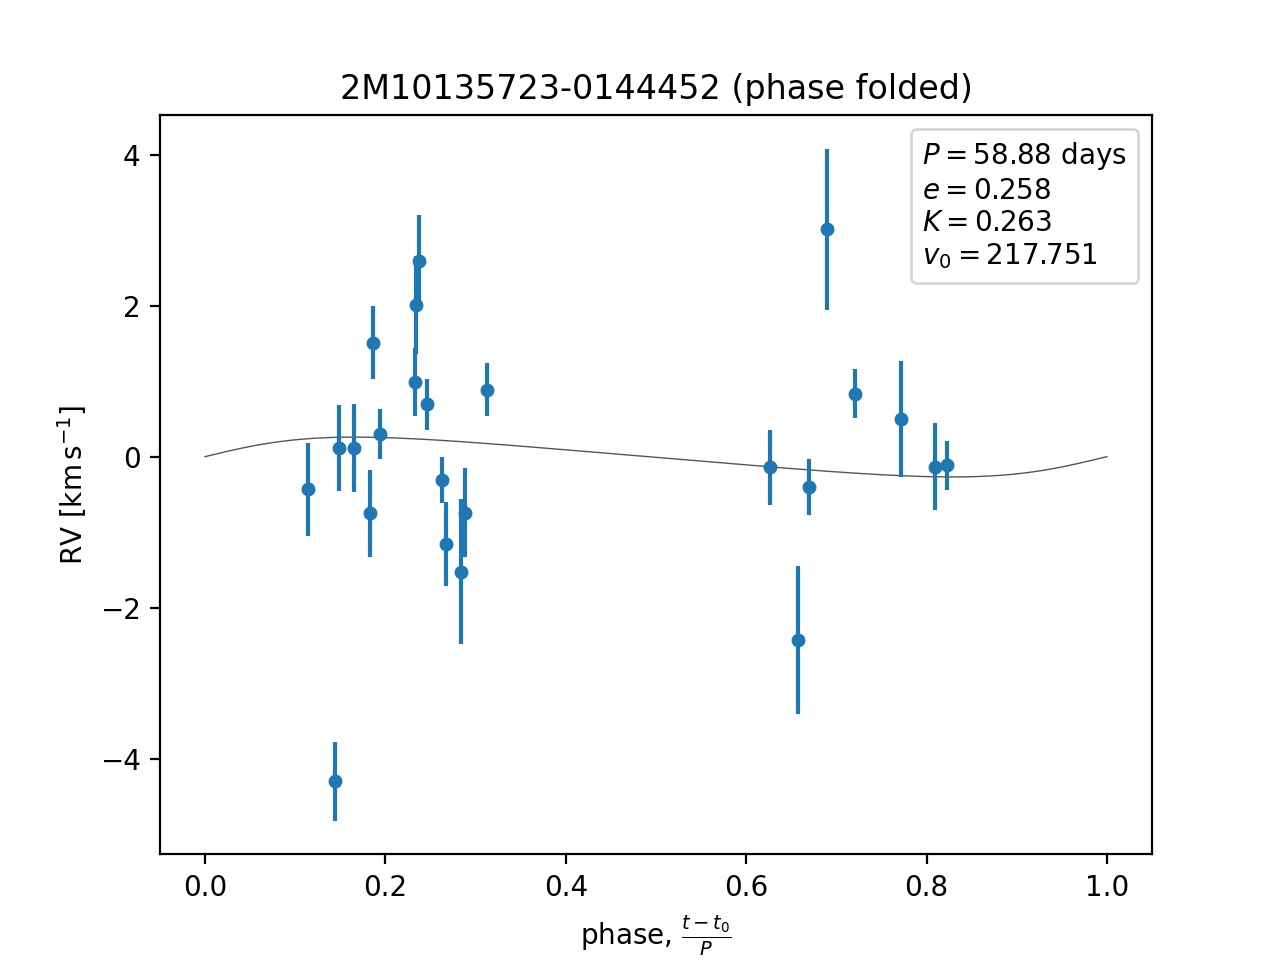 2M10135723-0144452 (phase folded)
P = 58.88 days
e = 0.258
K = 0.263
v₀ = 217.751
4
2
0
−2
−4
RV [km s⁻¹]
0.0 0.2 0.4 0.6 0.8 1.0
phase, (t − t₀)/P